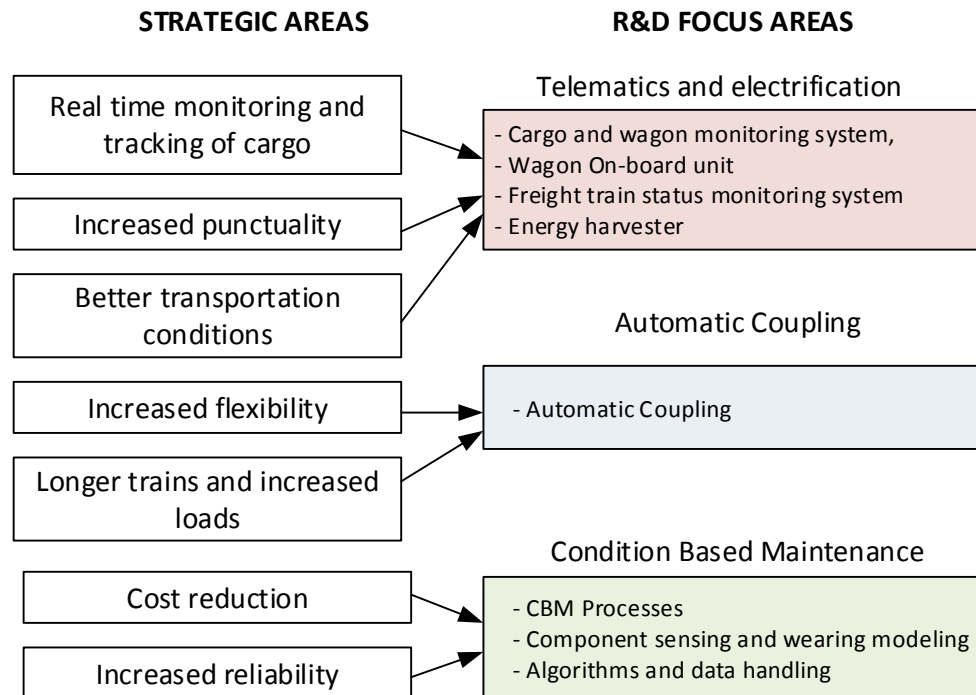 STRATEGIC AREAS
R&D FOCUS AREAS
Real time monitoring and
tracking of cargo
Increased punctuality
Better transportation
conditions
Increased flexibility
Longer trains and increased
loads
Cost reduction
Increased reliability
Telematics and electrification
- Cargo and wagon monitoring system,
- Wagon On-board unit
- Freight train status monitoring system
- Energy harvester
Automatic Coupling
- Automatic Coupling
Condition Based Maintenance
- CBM Processes
- Component sensing and wearing modeling
- Algorithms and data handling